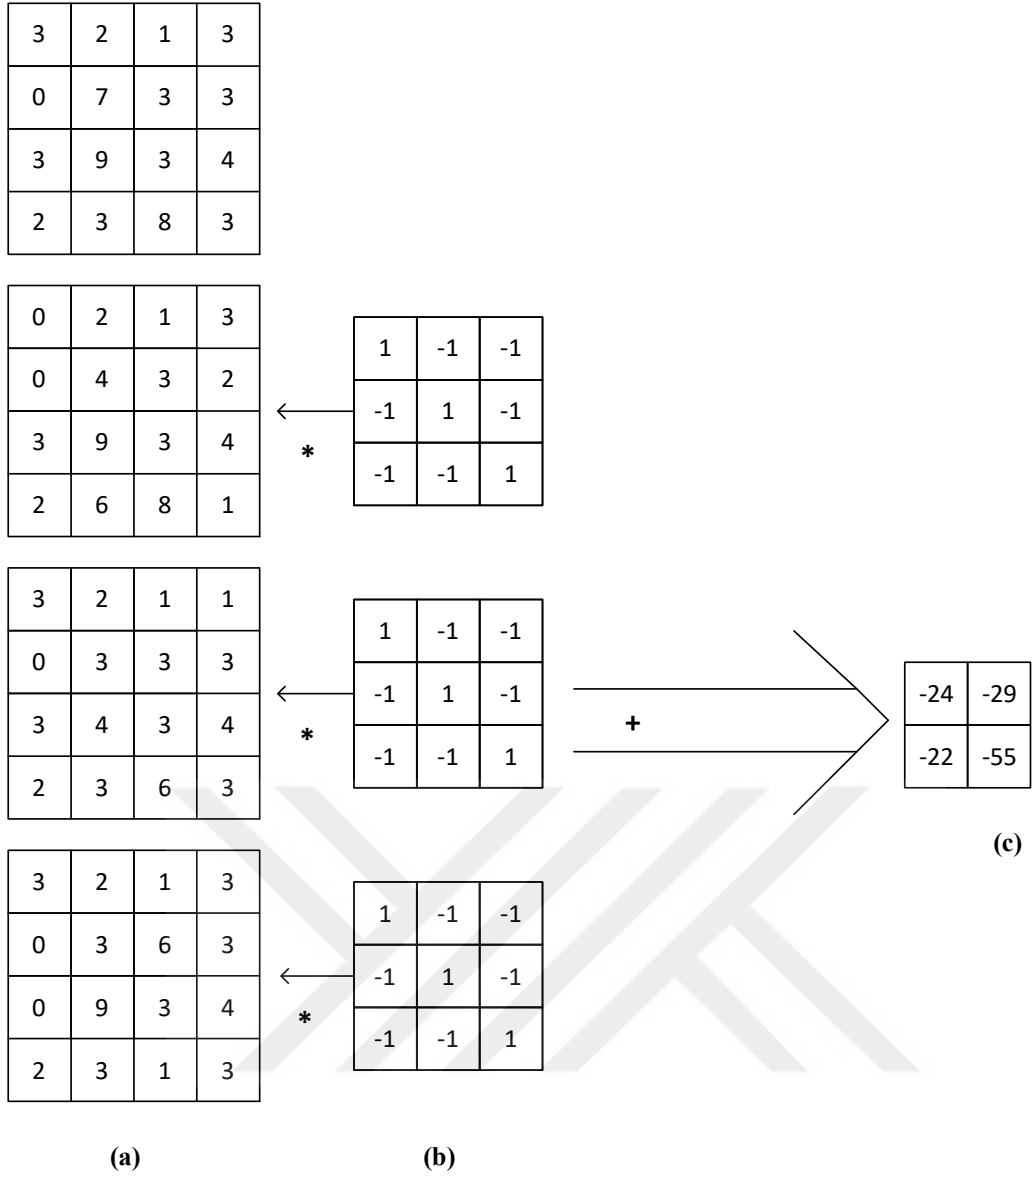 3 2 1 3
0 7 3 3
3 9 3 4
2 3 8 3
0 2 1 3
0 4 3 2
3 9 3 4
2 6 8 1
1 -1 -1
-1 1 -1
-1 -1 1
*
3 2 1 1
0 3 3 3
3 4 3 4
2 3 6 3
1 -1 -1
-1 1 -1
-1 -1 1
*
+
-24 -29
-22 -55
(c)
3 2 1 3
0 3 6 3
0 9 3 4
2 3 1 3
1 -1 -1
-1 1 -1
-1 -1 1
*
(a) (b)